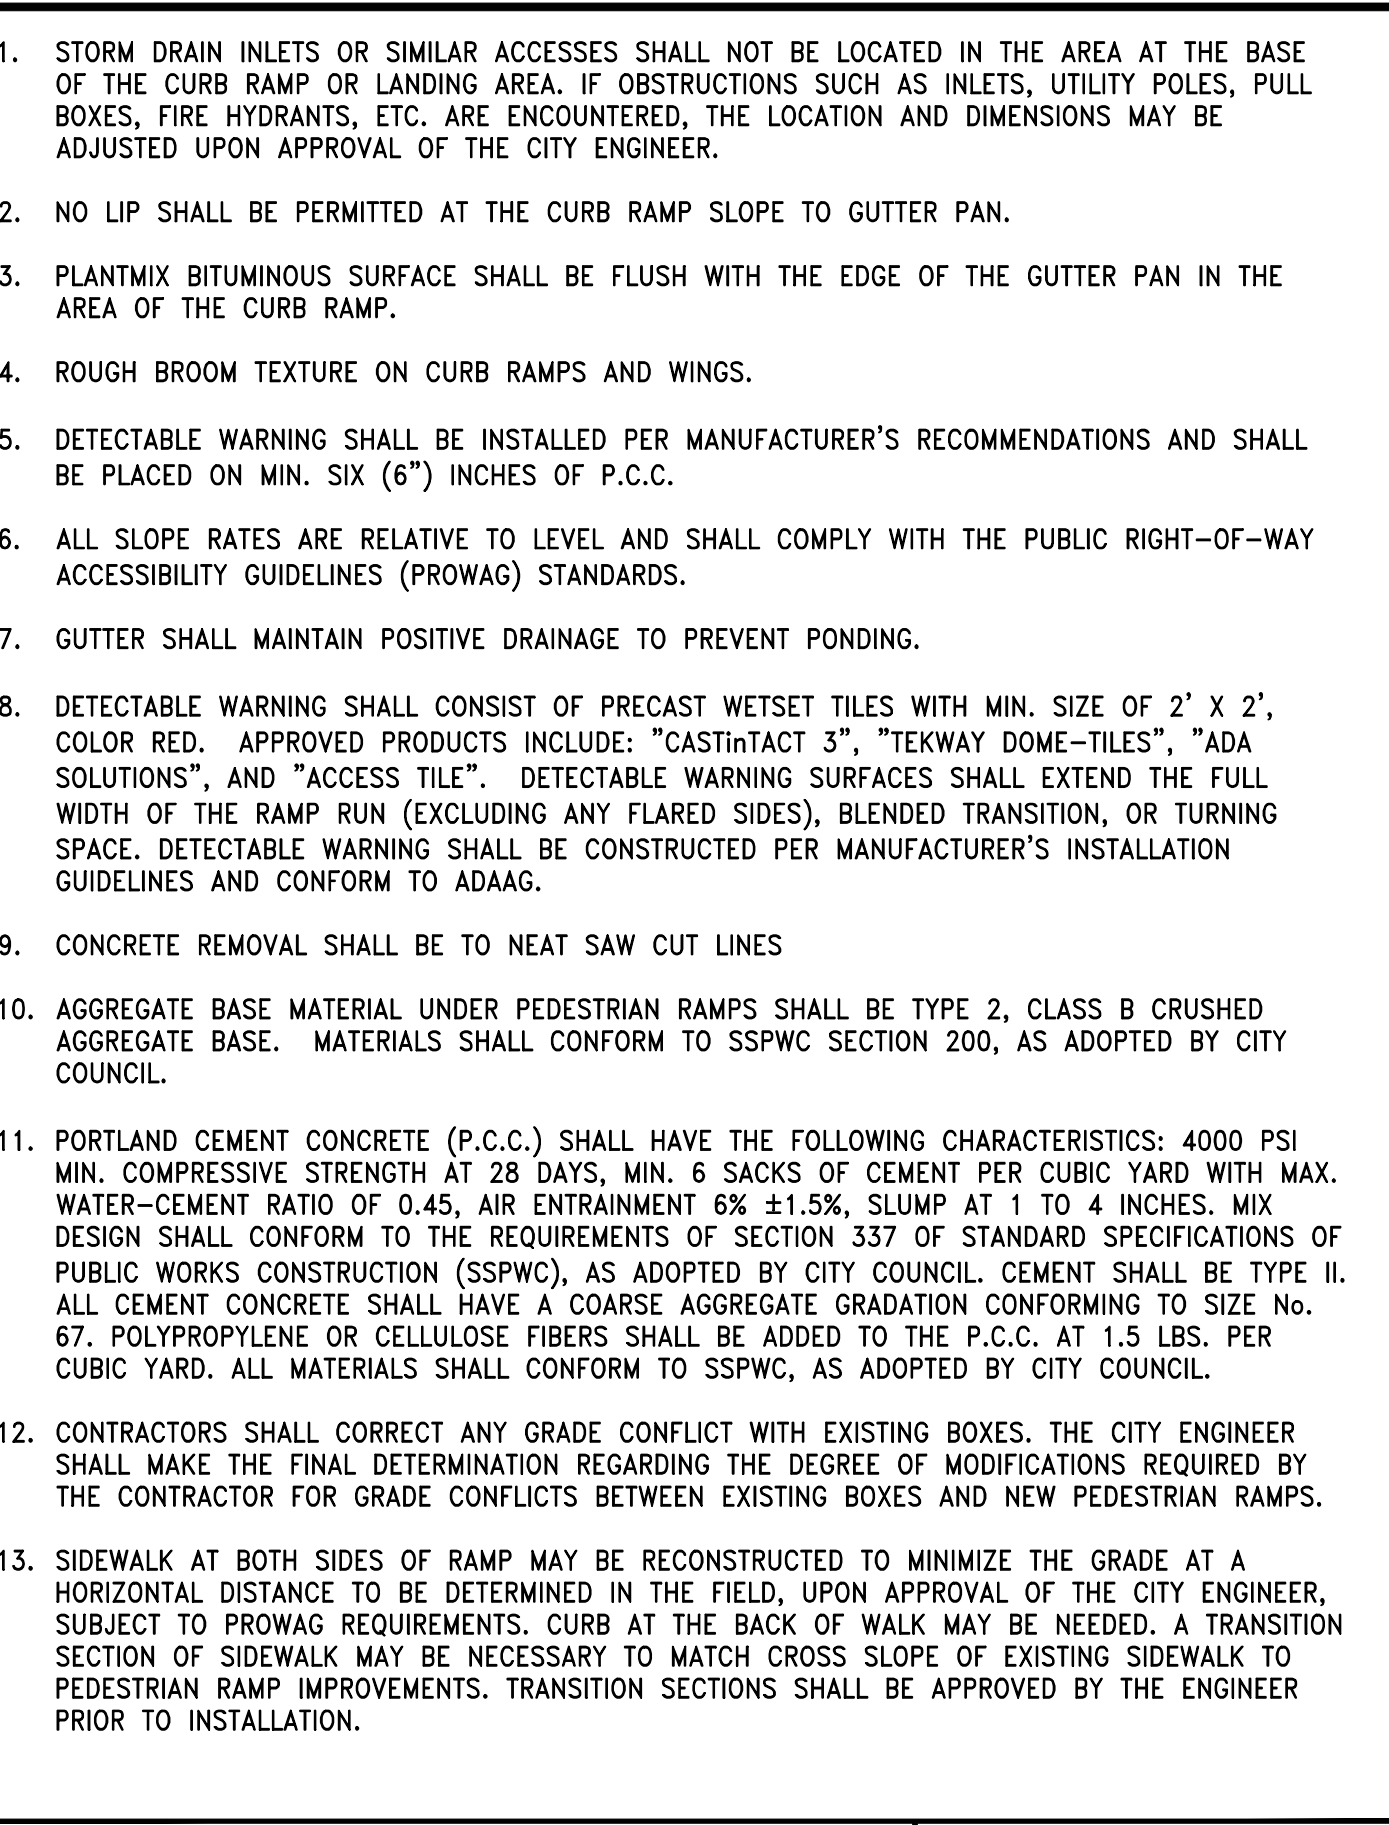 1. STORM DRAIN INLETS OR SIMILAR ACCESSES SHALL NOT BE LOCATED IN THE AREA AT THE BASE
OF THE CURB RAMP OR LANDING AREA. IF OBSTRUCTIONS SUCH AS INLETS, UTILITY POLES, PULL
BOXES, FIRE HYDRANTS, ETC. ARE ENCOUNTERED, THE LOCATION AND DIMENSIONS MAY BE
ADJUSTED UPON APPROVAL OF THE CITY ENGINEER.
2. NO LIP SHALL BE PERMITTED AT THE CURB RAMP SLOPE TO GUTTER PAN.
3. PLANTMIX BITUMINOUS SURFACE SHALL BE FLUSH WITH THE EDGE OF THE GUTTER PAN IN THE
AREA OF THE CURB RAMP.
4. ROUGH BROOM TEXTURE ON CURB RAMPS AND WINGS.
5. DETECTABLE WARNING SHALL BE INSTALLED PER MANUFACTURER'S RECOMMENDATIONS AND SHALL
BE PLACED ON MIN. SIX (6") INCHES OF P.C.C.
6. ALL SLOPE RATES ARE RELATIVE TO LEVEL AND SHALL COMPLY WITH THE PUBLIC RIGHT-OF-WAY
ACCESSIBILITY GUIDELINES (PROWAG) STANDARDS.
7. GUTTER SHALL MAINTAIN POSITIVE DRAINAGE TO PREVENT PONDING.
8. DETECTABLE WARNING SHALL CONSIST OF PRECAST WETSET TILES WITH MIN. SIZE OF 2' X 2',
COLOR RED. APPROVED PRODUCTS INCLUDE: "CASTinTACT 3", "TEKWAY DOME-TILES", "ADA
SOLUTIONS", AND "ACCESS TILE". DETECTABLE WARNING SURFACES SHALL EXTEND THE FULL
WIDTH OF THE RAMP RUN (EXCLUDING ANY FLARED SIDES), BLENDED TRANSITION, OR TURNING
SPACE. DETECTABLE WARNING SHALL BE CONSTRUCTED PER MANUFACTURER'S INSTALLATION
GUIDELINES AND CONFORM TO ADAAG.
9. CONCRETE REMOVAL SHALL BE TO NEAT SAW CUT LINES
10. AGGREGATE BASE MATERIAL UNDER PEDESTRIAN RAMPS SHALL BE TYPE 2, CLASS B CRUSHED
AGGREGATE BASE. MATERIALS SHALL CONFORM TO SSPWC SECTION 200, AS ADOPTED BY CITY
COUNCIL.
11. PORTLAND CEMENT CONCRETE (P.C.C.) SHALL HAVE THE FOLLOWING CHARACTERISTICS: 4000 PSI
MIN. COMPRESSIVE STRENGTH AT 28 DAYS, MIN. 6 SACKS OF CEMENT PER CUBIC YARD WITH MAX.
WATER-CEMENT RATIO OF 0.45, AIR ENTRAINMENT 6% ±1.5%, SLUMP AT 1 TO 4 INCHES. MIX
DESIGN SHALL CONFORM TO THE REQUIREMENTS OF SECTION 337 OF STANDARD SPECIFICATIONS OF
PUBLIC WORKS CONSTRUCTION (SSPWC), AS ADOPTED BY CITY COUNCIL. CEMENT SHALL BE TYPE II.
ALL CEMENT CONCRETE SHALL HAVE A COARSE AGGREGATE GRADATION CONFORMING TO SIZE No.
67. POLYPROPYLENE OR CELLULOSE FIBERS SHALL BE ADDED TO THE P.C.C. AT 1.5 LBS. PER
CUBIC YARD. ALL MATERIALS SHALL CONFORM TO SSPWC, AS ADOPTED BY CITY COUNCIL.
12. CONTRACTORS SHALL CORRECT ANY GRADE CONFLICT WITH EXISTING BOXES. THE CITY ENGINEER
SHALL MAKE THE FINAL DETERMINATION REGARDING THE DEGREE OF MODIFICATIONS REQUIRED BY
THE CONTRACTOR FOR GRADE CONFLICTS BETWEEN EXISTING BOXES AND NEW PEDESTRIAN RAMPS.
13. SIDEWALK AT BOTH SIDES OF RAMP MAY BE RECONSTRUCTED TO MINIMIZE THE GRADE AT A
HORIZONTAL DISTANCE TO BE DETERMINED IN THE FIELD, UPON APPROVAL OF THE CITY ENGINEER,
SUBJECT TO PROWAG REQUIREMENTS. CURB AT THE BACK OF WALK MAY BE NEEDED. A TRANSITION
SECTION OF SIDEWALK MAY BE NECESSARY TO MATCH CROSS SLOPE OF EXISTING SIDEWALK TO
PEDESTRIAN RAMP IMPROVEMENTS. TRANSITION SECTIONS SHALL BE APPROVED BY THE ENGINEER
PRIOR TO INSTALLATION.